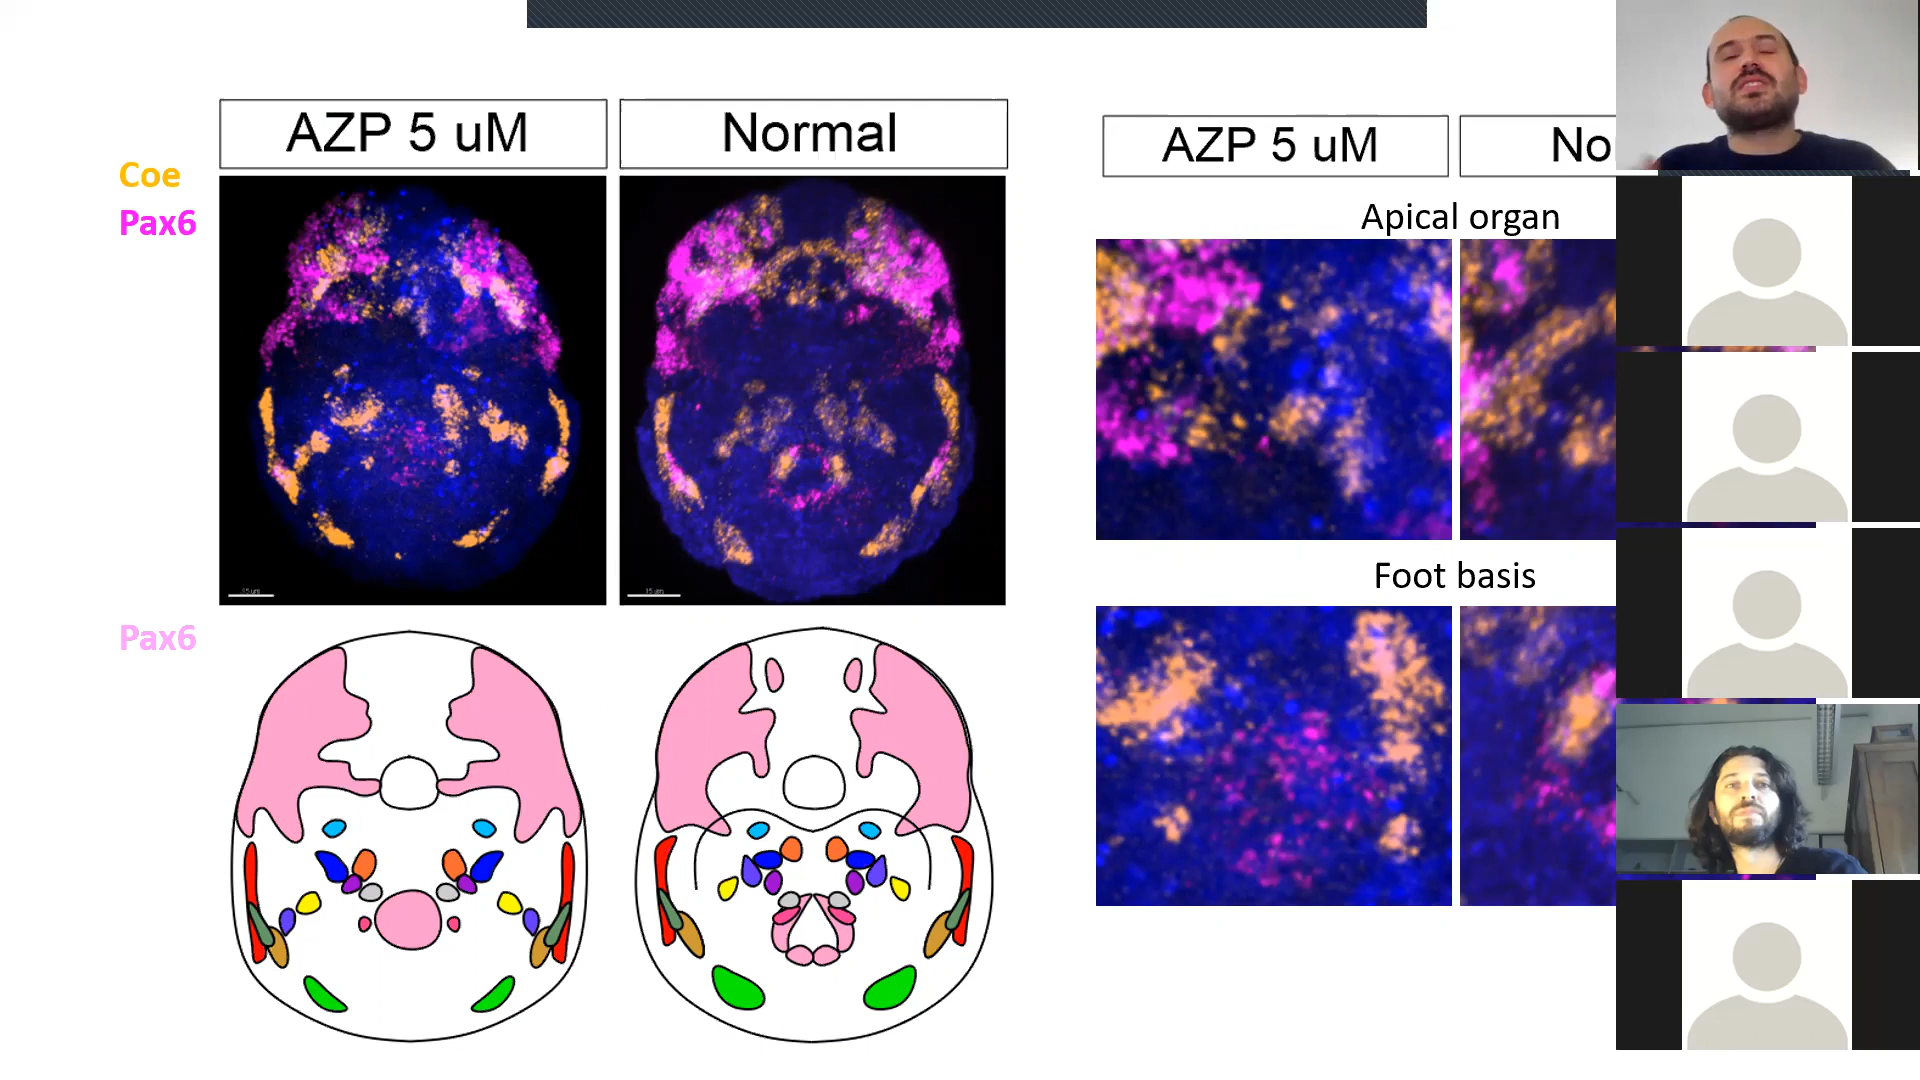 AZP 5 uM
Normal
Coe
Pax6
Pax6
AZP 5 uM
No
Apical organ
Foot basis